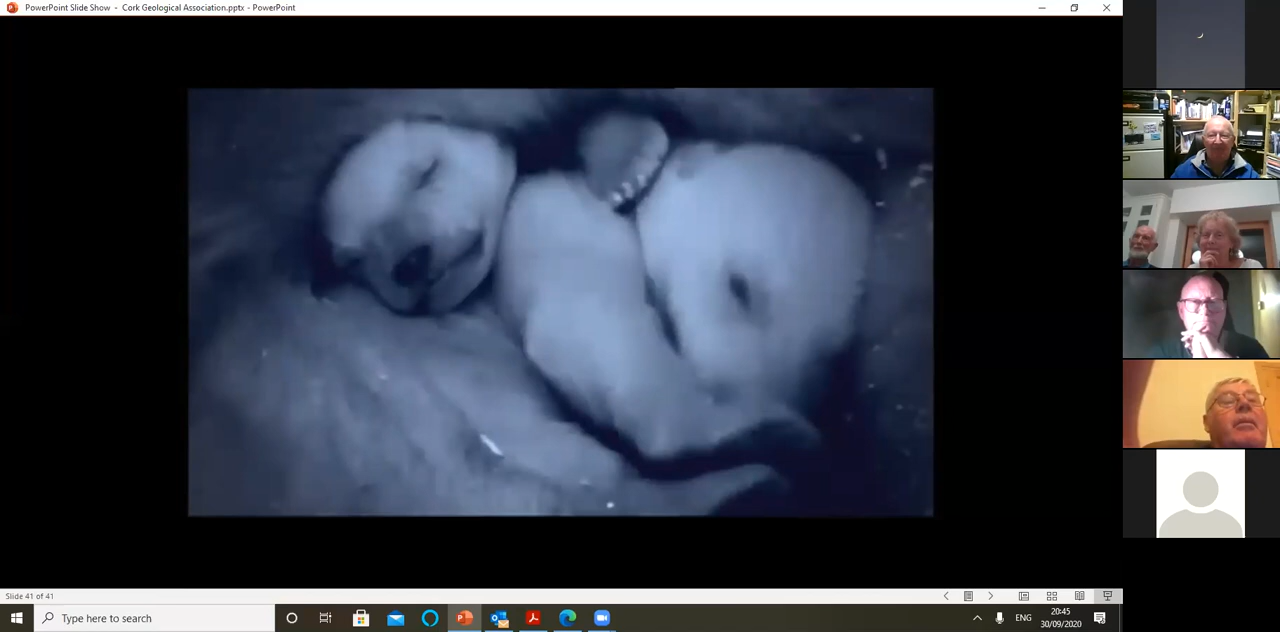 PowerPoint Slide Show - Cork Geological Association.pptx - PowerPoint
Slide 41 of 41
Type here to search
ENG
20:45
30/09/2020